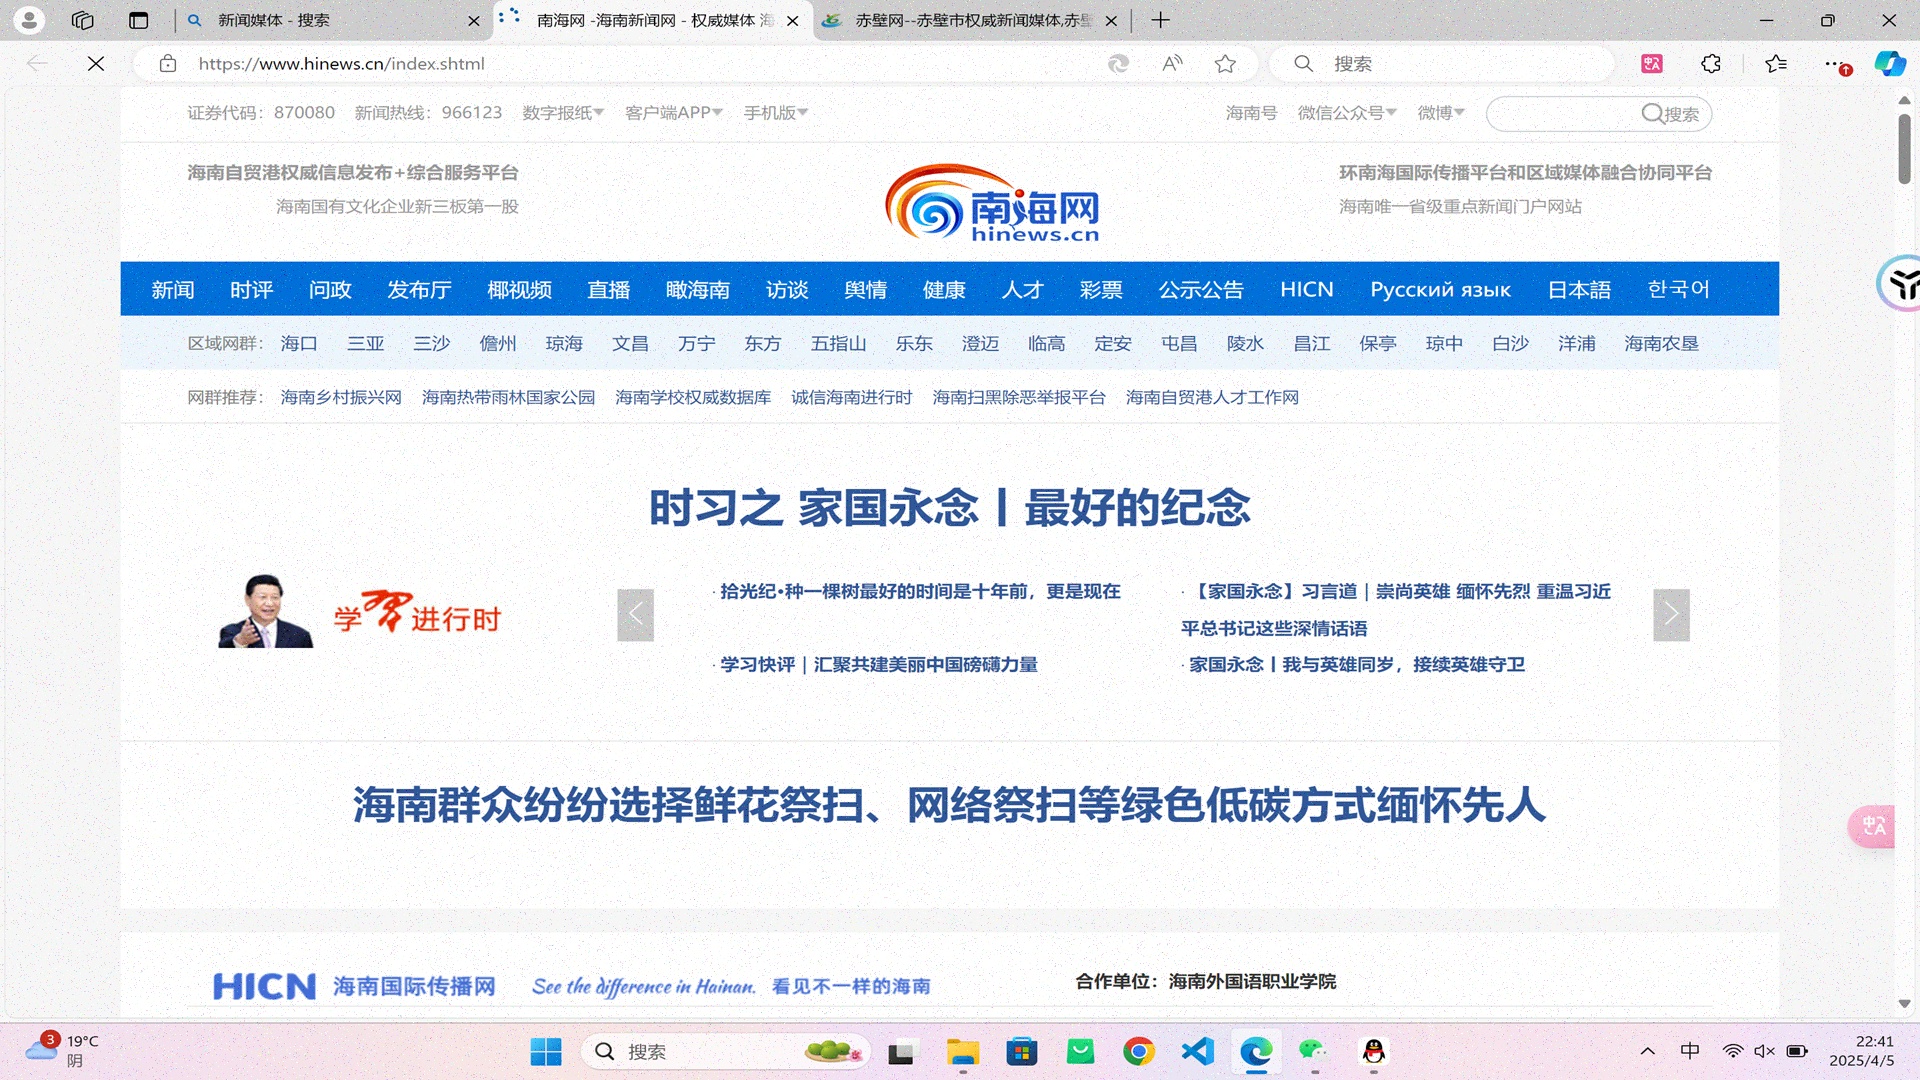 新闻媒体 - 搜索
南海网 -海南新闻网 - 权威媒体 海
赤壁网--赤壁市权威新闻媒体,赤壁
https://www.hinews.cn/index.shtml
搜索
证券代码：870080 新闻热线：966123 数字报纸 客户端APP 手机版
海南号 微信公众号 微博 搜索
海南自贸港权威信息发布+综合服务平台
海南国有文化企业新三板第一股
南海网
hinews.cn
环南海国际传播平台和区域媒体融合协同平台
海南唯一省级重点新闻门户网站
新闻 时评 问政 发布厅 椰视频 直播 瞰海南 访谈 舆情 健康 人才 彩票 公示公告 HICN Русский язык 日本語 한국어
区域网群： 海口 三亚 三沙 儋州 琼海 文昌 万宁 东方 五指山 乐东 澄迈 临高 定安 屯昌 陵水 昌江 保亭 琼中 白沙 洋浦 海南农垦
网群推荐： 海南乡村振兴网 海南热带雨林国家公园 海南学校权威数据库 诚信海南进行时 海南扫黑除恶举报平台 海南自贸港人才工作网
时习之 家国永念丨最好的纪念
学习进行时
· 拾光纪•种一棵树最好的时间是十年前，更是现在
· 学习快评｜汇聚共建美丽中国磅礴力量
· 【家国永念】习言道｜崇尚英雄 缅怀先烈 重温习近
平总书记这些深情话语
· 家国永念丨我与英雄同岁，接续英雄守卫
海南群众纷纷选择鲜花祭扫、网络祭扫等绿色低碳方式缅怀先人
HICN 海南国际传播网 See the difference in Hainan. 看见不一样的海南
合作单位：海南外国语职业学院
3
19°C
阴
搜索
中
22:41
2025/4/5